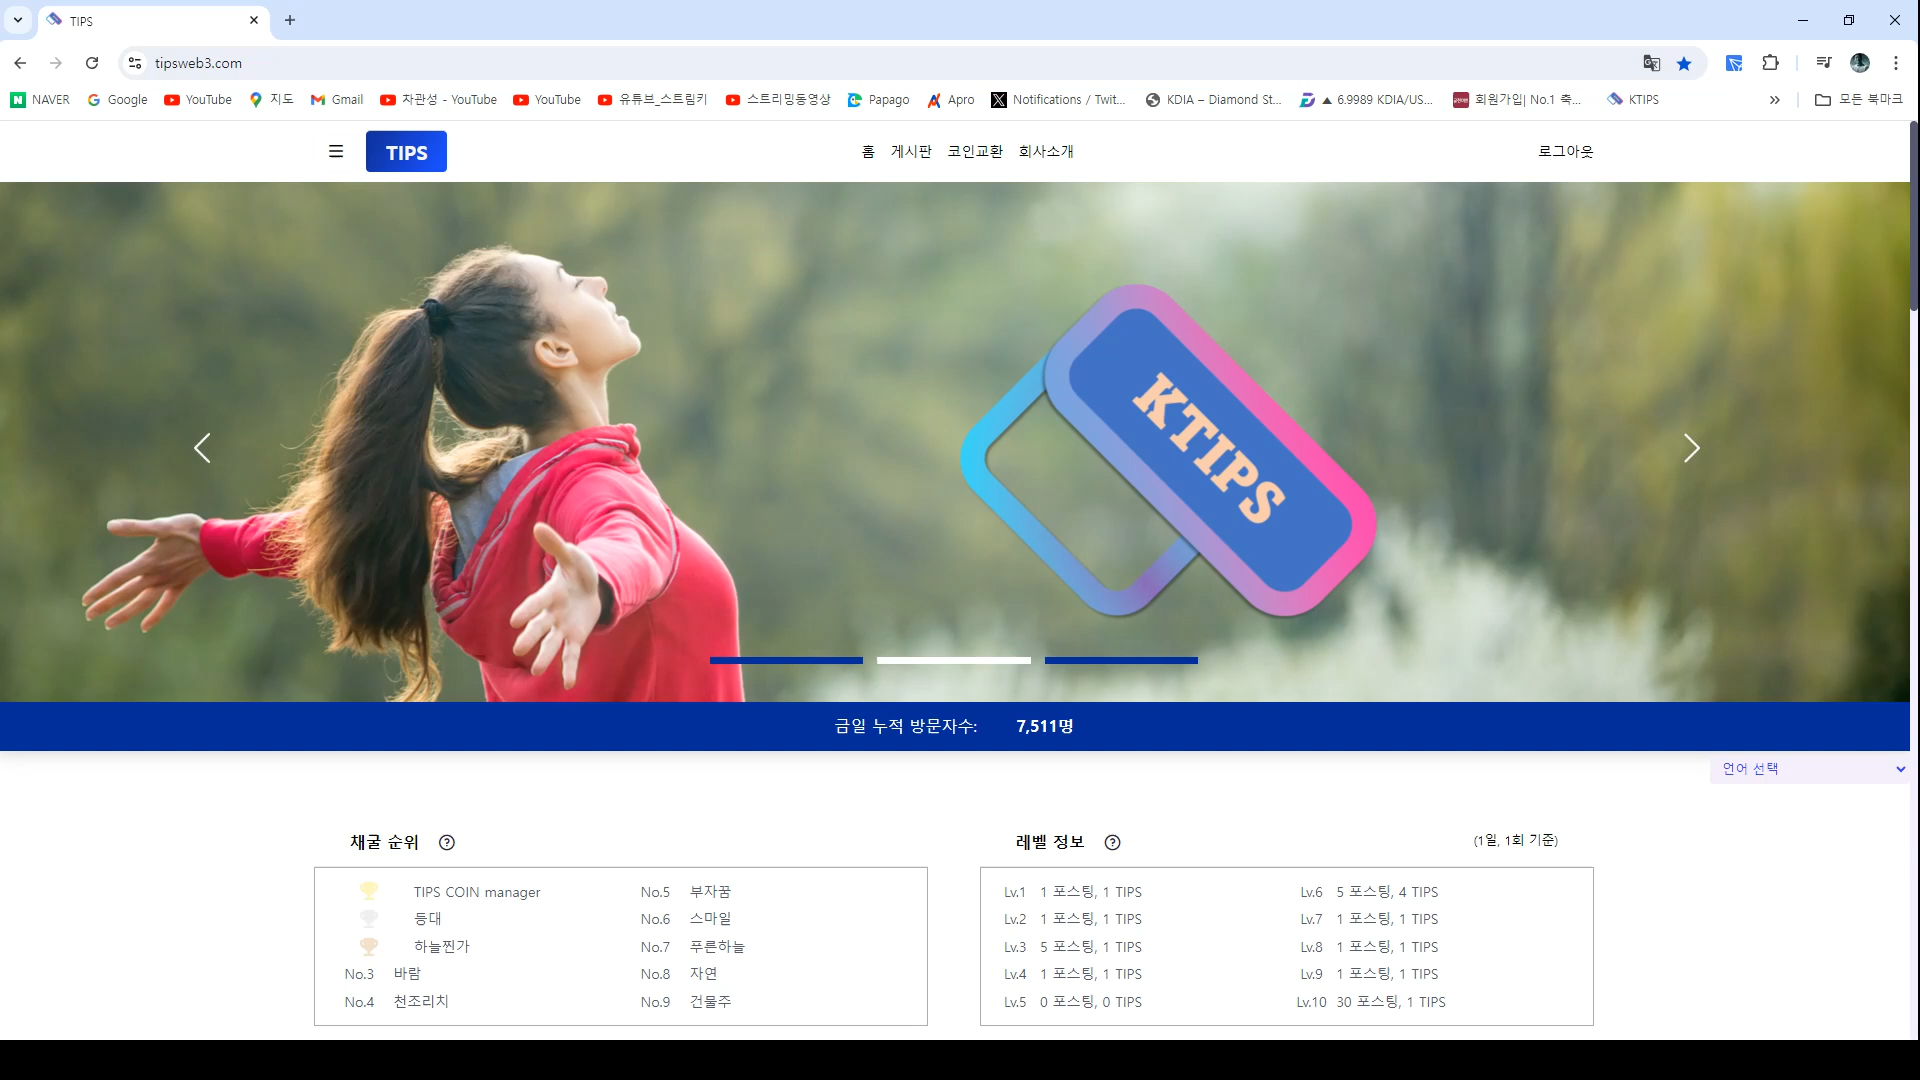 TIPS
tipsweb3.com
NAVER Google YouTube 지도 Gmail 차관성 - YouTube YouTube 유튜브_스트림키 스트리밍동영상 Papago Apro Notifications / Twit... KDIA – Diamond St... ▲ 6.9989 KDIA/US... 회원가입| No.1 축... KTIPS » 모든 북마크
TIPS 홈 게시판 코인교환 회사소개 로그아웃
KTIPS
금일 누적 방문자수: 7,511명
언어 선택
채굴 순위
TIPS COIN manager
등대
하늘찐가
No.3 바람
No.4 천조리치
No.5 부자꿈
No.6 스마일
No.7 푸른하늘
No.8 자연
No.9 건물주
레벨 정보 (1일, 1회 기준)
Lv.1 1 포스팅, 1 TIPS
Lv.2 1 포스팅, 1 TIPS
Lv.3 5 포스팅, 1 TIPS
Lv.4 1 포스팅, 1 TIPS
Lv.5 0 포스팅, 0 TIPS
Lv.6 5 포스팅, 4 TIPS
Lv.7 1 포스팅, 1 TIPS
Lv.8 1 포스팅, 1 TIPS
Lv.9 1 포스팅, 1 TIPS
Lv.10 30 포스팅, 1 TIPS